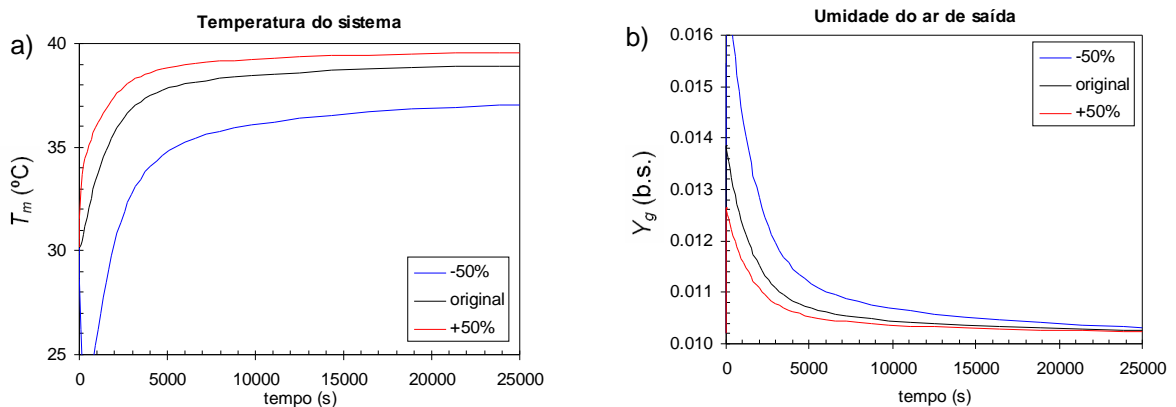 Temperatura do sistema
a)
40
35
30
25
T_m (ºC)
0 5000 10000 15000 20000 25000
tempo (s)
-50%
original
+50%
Umidade do ar de saída
b)
0.016
0.015
0.014
0.013
0.012
0.011
0.010
Y_g (b.s.)
0 5000 10000 15000 20000 25000
tempo (s)
-50%
original
+50%